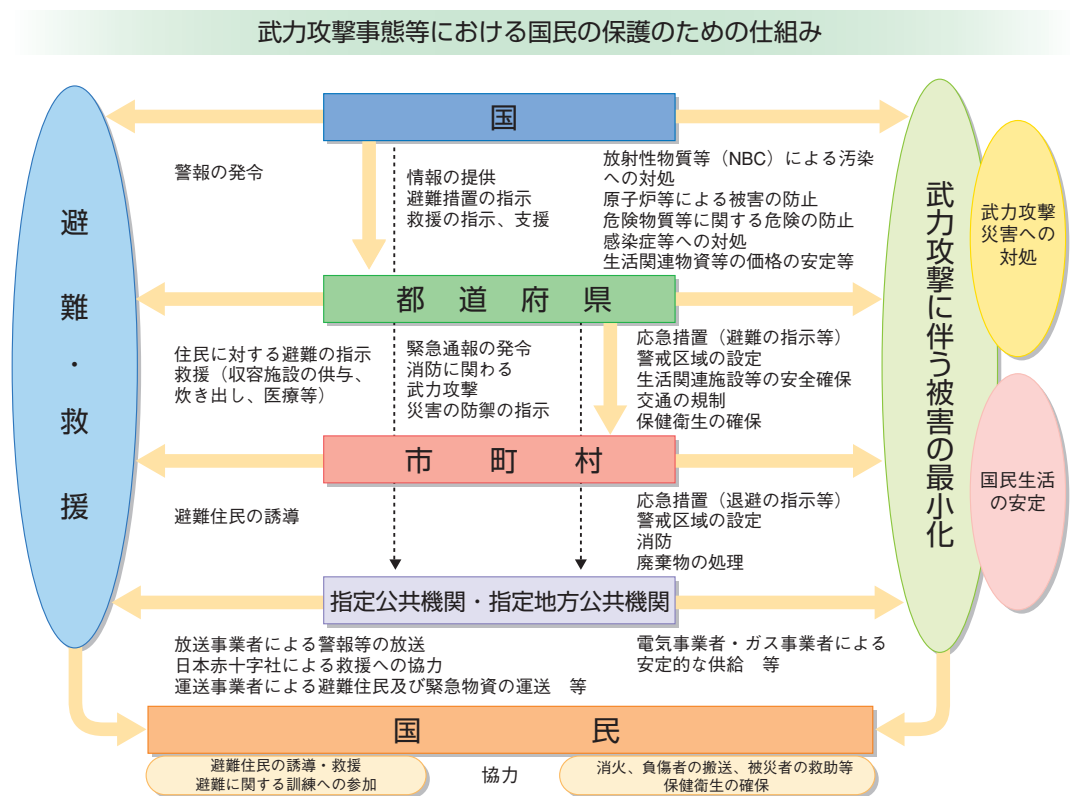 武力攻撃事態等における国民の保護のための仕組み
避難・救援
国
警報の発令
情報の提供
避難措置の指示
救援の指示、支援
放射性物質等（NBC）による汚染
への対処
原子炉等による被害の防止
危険物質等に関する危険の防止
感染症等への対処
生活関連物資等の価格の安定等
都道府県
住民に対する避難の指示
救援（収容施設の供与、
炊き出し、医療等）
緊急通報の発令
消防に関わる
武力攻撃
災害の防禦の指示
応急措置（避難の指示等）
警戒区域の設定
生活関連施設等の安全確保
交通の規制
保健衛生の確保
市町村
避難住民の誘導
応急措置（退避の指示等）
警戒区域の設定
消防
廃棄物の処理
指定公共機関・指定地方公共機関
放送事業者による警報等の放送
日本赤十字社による救援への協力
運送事業者による避難住民及び緊急物資の運送　等
電気事業者・ガス事業者による
安定的な供給　等
武力攻撃に伴う被害の最小化
武力攻撃
災害への
対処
国民生活
の安定
国民
避難住民の誘導・救援
避難に関する訓練への参加
協力
消火、負傷者の搬送、被災者の救助等
保健衛生の確保